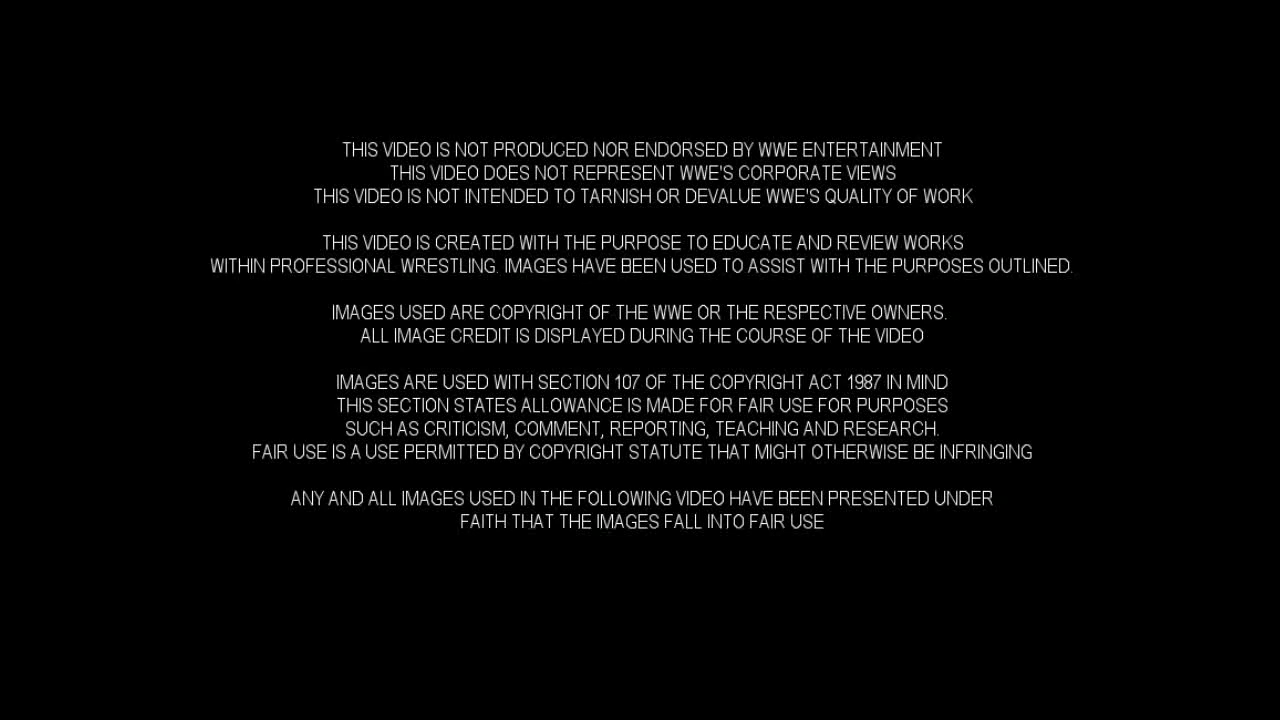 THIS VIDEO IS NOT PRODUCED NOR ENDORSED BY WWE ENTERTAINMENT
THIS VIDEO DOES NOT REPRESENT WWE'S CORPORATE VIEWS
THIS VIDEO IS NOT INTENDED TO TARNISH OR DEVALUE WWE'S QUALITY OF WORK
THIS VIDEO IS CREATED WITH THE PURPOSE TO EDUCATE AND REVIEW WORKS
WITHIN PROFESSIONAL WRESTLING. IMAGES HAVE BEEN USED TO ASSIST WITH THE PURPOSES OUTLINED.
IMAGES USED ARE COPYRIGHT OF THE WWE OR THE RESPECTIVE OWNERS.
ALL IMAGE CREDIT IS DISPLAYED DURING THE COURSE OF THE VIDEO
IMAGES ARE USED WITH SECTION 107 OF THE COPYRIGHT ACT 1987 IN MIND
THIS SECTION STATES ALLOWANCE IS MADE FOR FAIR USE FOR PURPOSES
SUCH AS CRITICISM, COMMENT, REPORTING, TEACHING AND RESEARCH.
FAIR USE IS A USE PERMITTED BY COPYRIGHT STATUTE THAT MIGHT OTHERWISE BE INFRINGING
ANY AND ALL IMAGES USED IN THE FOLLOWING VIDEO HAVE BEEN PRESENTED UNDER
FAITH THAT THE IMAGES FALL INTO FAIR USE